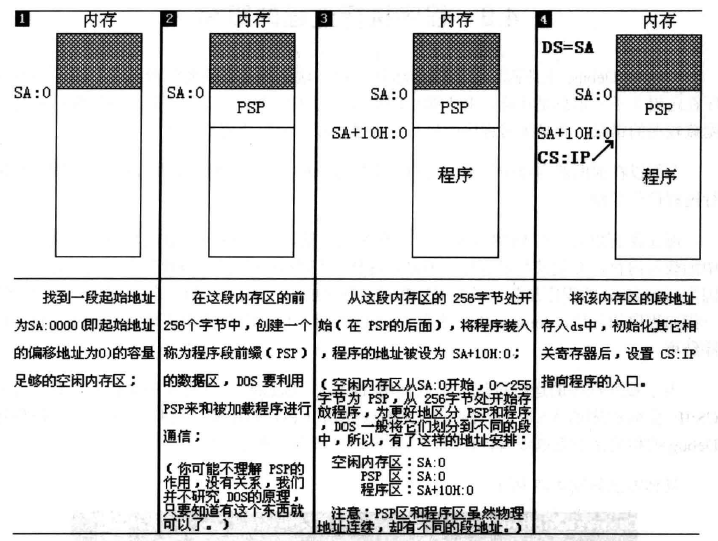 1 内存
SA:0
找到一段起始地址
为SA:0000(即起始地址
的偏移地址为0)的容量
足够的空闲内存区；
2 内存
SA:0
PSP
在这段内存区的前
256个字节中，创建一个
称为程序段前缀（PSP）
的数据区，DOS 要利用
PSP来和被加载程序进行
通信；
（你可能不理解 PSP的
作用，没有关系，我们
并不研究 DOS的原理，
只要知道有这个东西就
可以了。）
3 内存
SA:0
PSP
SA+10H:0
程序
从这段内存区的 256字节处开
始（在 PSP的后面），将程序装入
，程序的地址被设为 SA+10H:0；
（空闲内存区从SA:0开始，0～255
字节为 PSP，从 256字节处开始存
放程序，为更好地区分 PSP和程序
，DOS 一般将它们划分到不同的段
中，所以，有了这样的地址安排：
空闲内存区：SA:0
PSP 区：SA:0
程序区：SA+10H:0
注意：PSP区和程序区虽然物理
地址连续，却有不同的段地址。）
4 内存
DS=SA
SA:0
PSP
SA+10H:0
CS:IP
程序
将该内存区的段地址
存入ds中，初始化其它相
关寄存器后，设置 CS:IP
指向程序的入口。